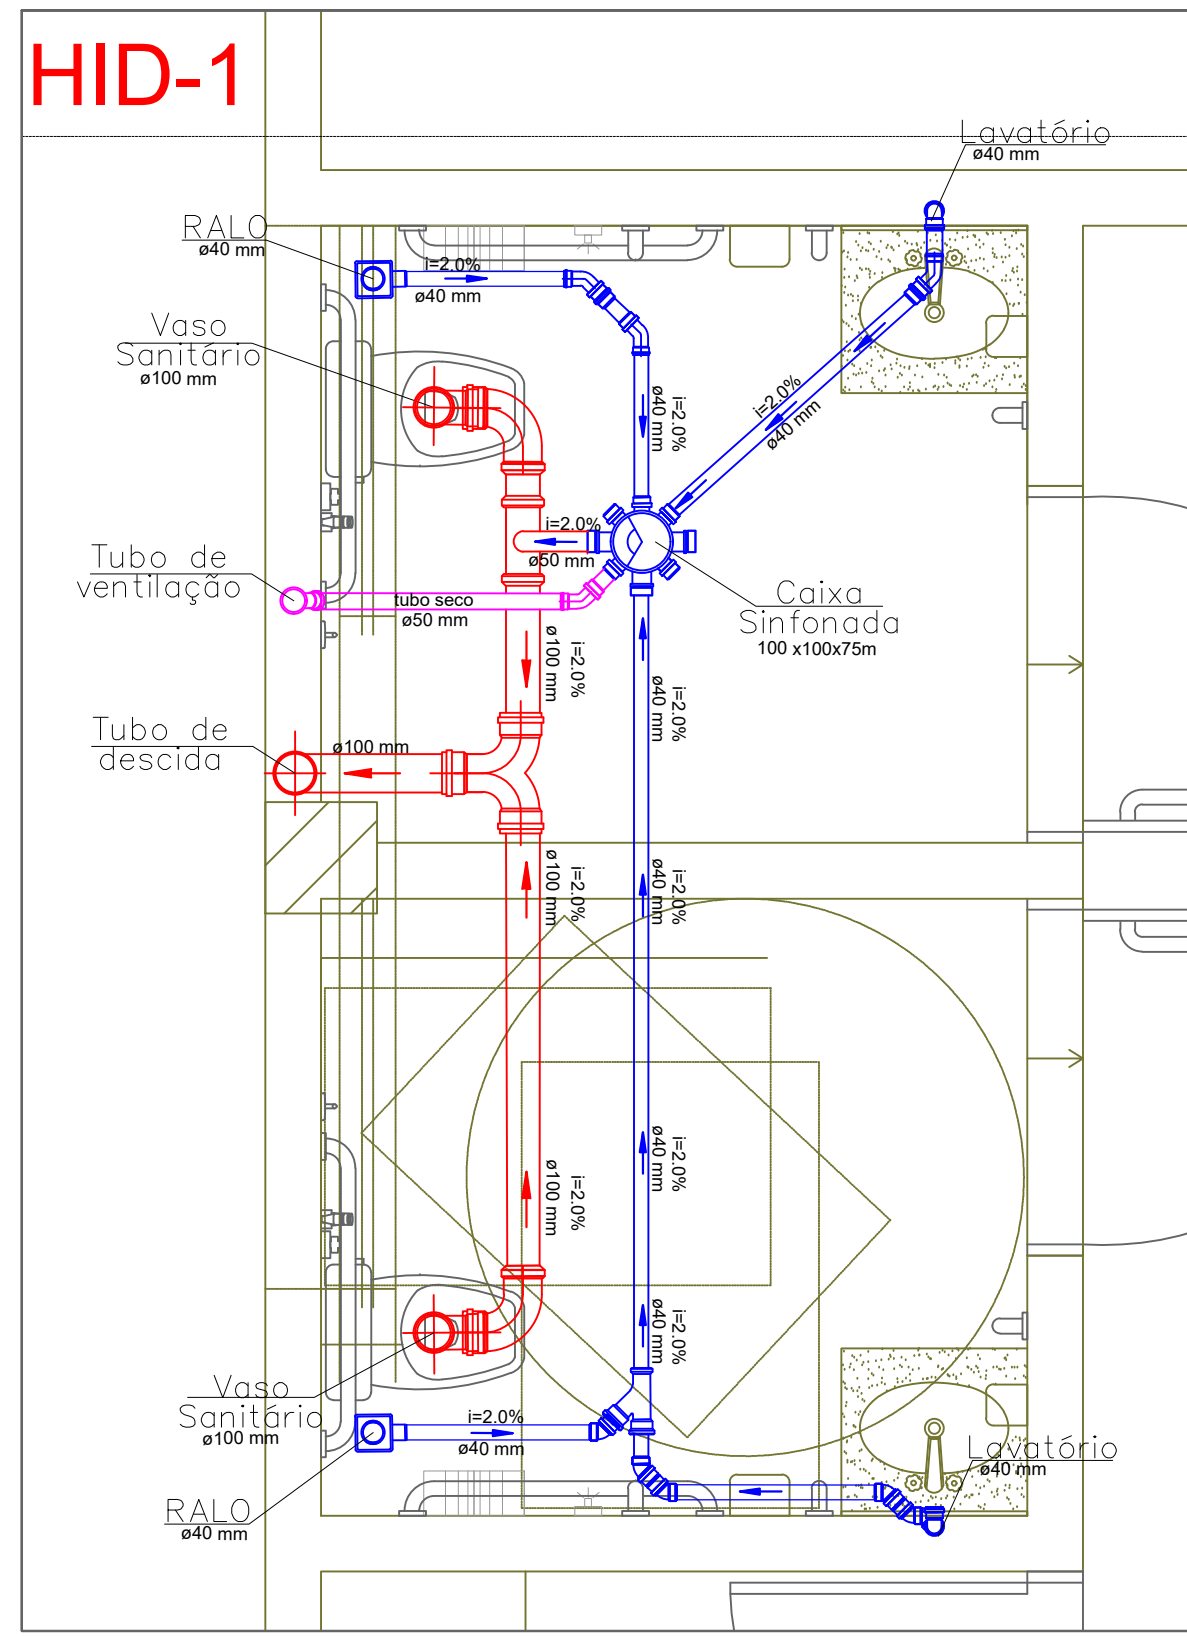 HID-1
Lavatório
ø40 mm
RALO
ø40 mm
i=2.0%
ø40 mm
Vaso
Sanitário
ø100 mm
i=2.0%
ø40 mm
i=2.0%
ø40 mm
i=2.0%
ø50 mm
Tubo de
ventilação
tubo seco
ø50 mm
Caixa
Sinfonada
100 x100x75m
i=2.0%
ø100 mm
i=2.0%
ø40 mm
Tubo de
descida
ø100 mm
i=2.0%
ø100 mm
i=2.0%
ø40 mm
i=2.0%
ø100 mm
i=2.0%
ø40 mm
i=2.0%
ø40 mm
Vaso
Sanitário
ø100 mm
i=2.0%
ø40 mm
Lavatório
ø40 mm
RALO
ø40 mm